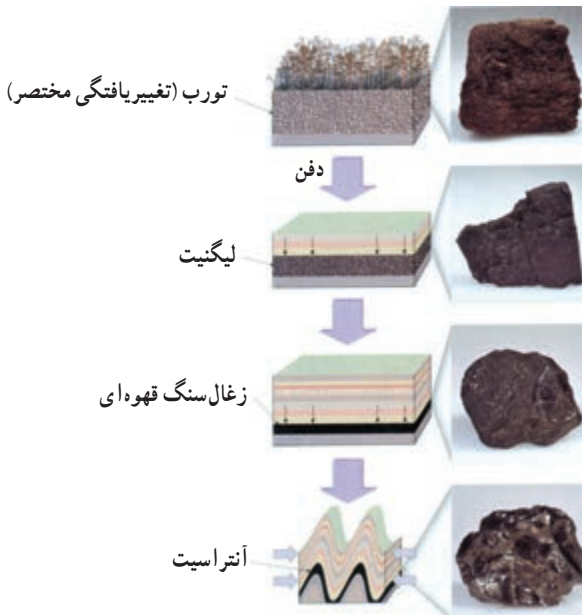 تورب (تغییریافتگی مختصر)
دفن
لیگنیت
زغال‌سنگ قهوه‌ای
آنتراسیت